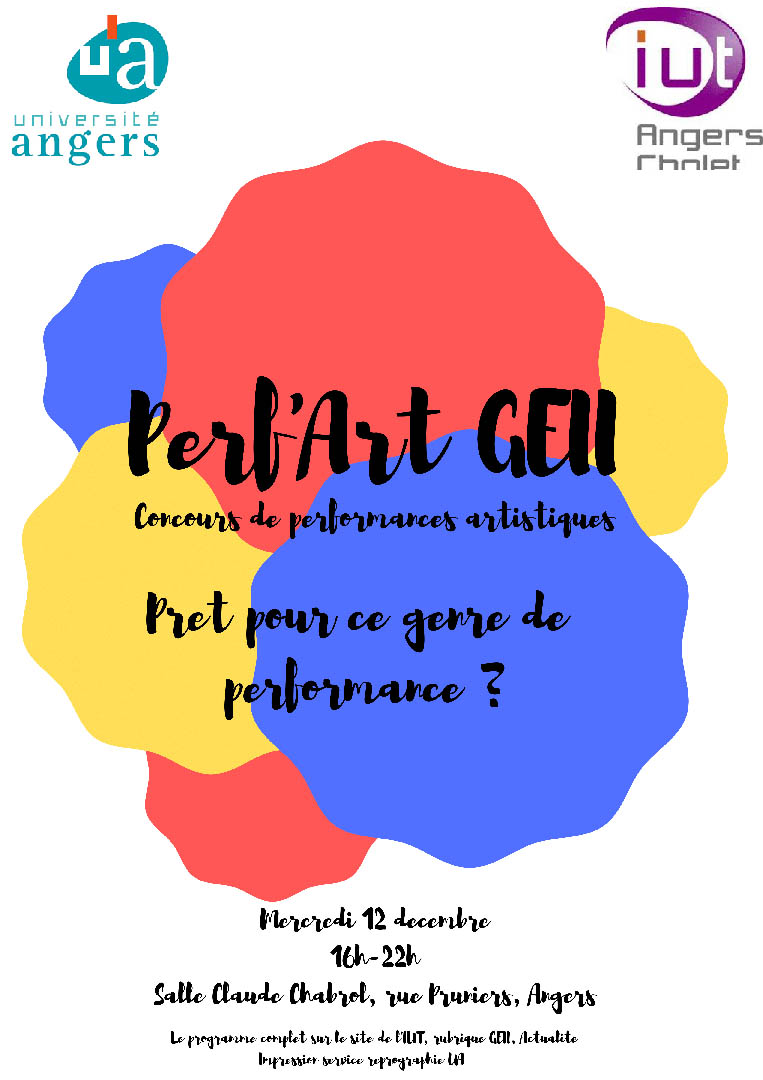 ua
université
angers
iut
Angers
Cholet
Perf'Art GEII
Concours de performances artistiques
Pret pour ce genre de
performance ?
Mercredi 12 decembre
16h-22h
Salle Claude Chabrol, rue Pruniers, Angers
Le programme complet sur le site de l'IUT, rubrique GEII, Actualite
Impression service reprographie UA